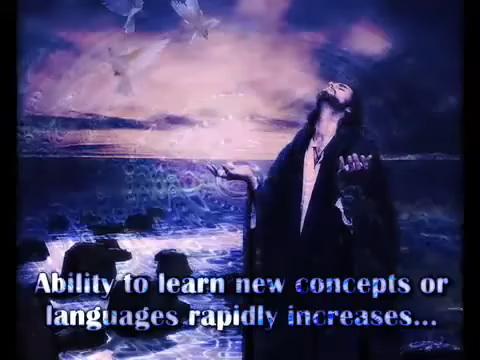 Ability to learn new concepts or
languages rapidly increases...